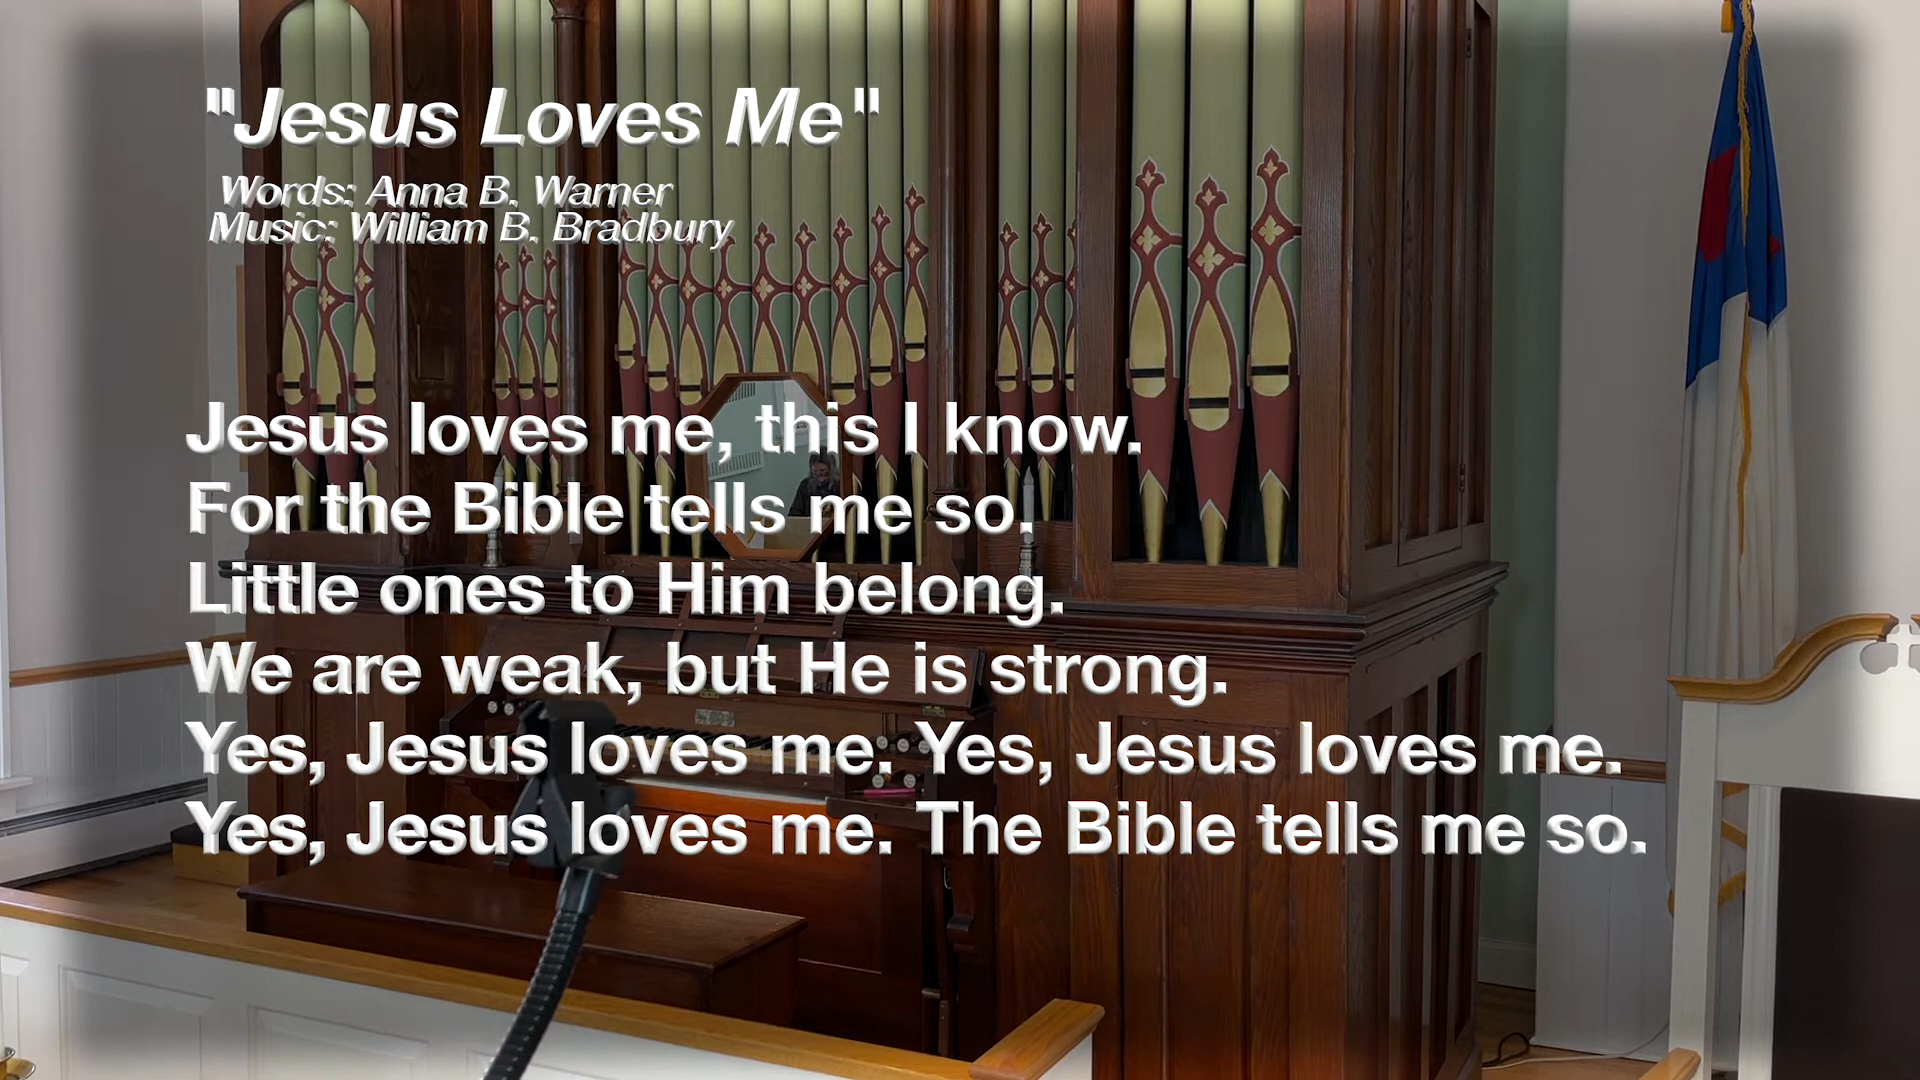 "Jesus Loves Me"
Words: Anna B. Warner
Music: William B. Bradbury
Jesus loves me, this I know.
For the Bible tells me so.
Little ones to Him belong.
We are weak, but He is strong.
Yes, Jesus loves me. Yes, Jesus loves me.
Yes, Jesus loves me. The Bible tells me so.